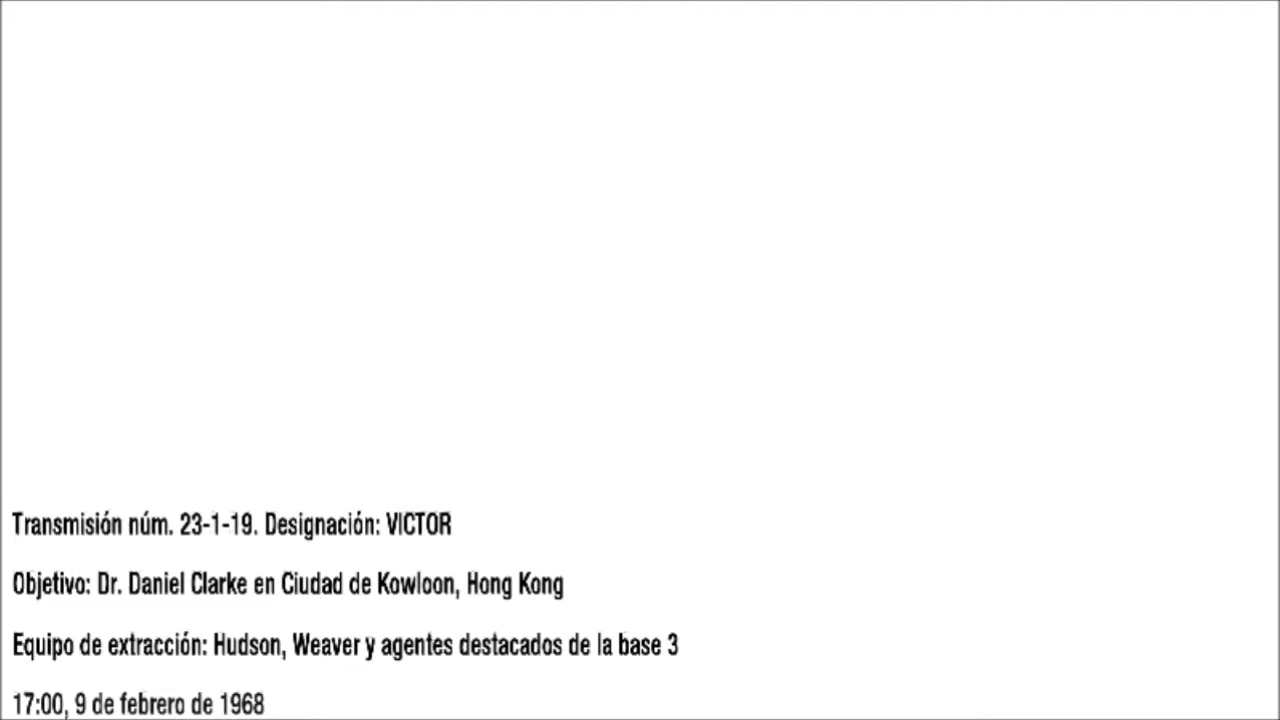 Transmisión núm. 23-1-19. Designación: VICTOR
Objetivo: Dr. Daniel Clarke en Ciudad de Kowloon, Hong Kong
Equipo de extracción: Hudson, Weaver y agentes destacados de la base 3
17:00, 9 de febrero de 1968